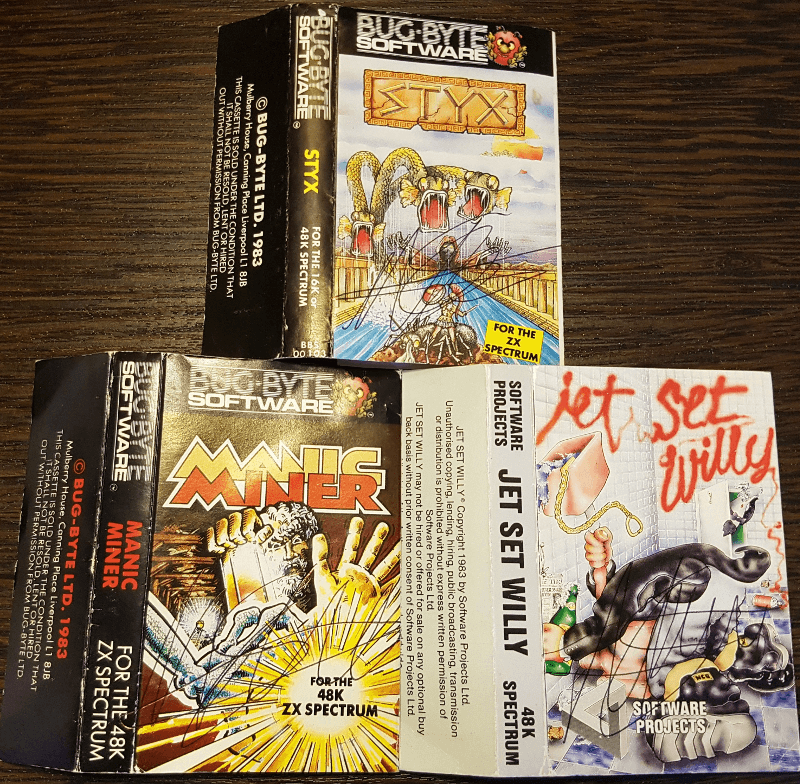 © BUG-BYTE LTD. 1983
Mulberry House, Canning Place Liverpool L1 8JB
THIS CASSETTE IS SOLD UNDER THE CONDITION THAT
IT SHALL NOT BE RESOLD, LENT OR HIRED
OUT WITHOUT PERMISSION FROM BUG-BYTE LTD.
BUG-BYTE
SOFTWARE
STYX
FOR THE 16K or
48K SPECTRUM
BUG-BYTE
SOFTWARE
STYX
FOR THE
ZX
SPECTRUM
© BUG-BYTE LTD. 1983
Mulberry House, Canning Place Liverpool L1 8JB
THIS CASSETTE IS SOLD UNDER THE CONDITION THAT
IT SHALL NOT BE RESOLD, LENT OR HIRED
OUT WITHOUT PERMISSION FROM BUG-BYTE LTD.
BUG-BYTE
SOFTWARE
MANIC
MINER
FOR THE 48K
ZX SPECTRUM
BUG-BYTE
SOFTWARE
MANIC
MINER
FOR THE
48K
ZX SPECTRUM
JET SET WILLY © Copyright 1983 by Software Projects Ltd.
Unauthorised copying, lending, hiring, public broadcasting, transmission
or distribution is prohibited without express written permission of
Software Projects Ltd.
JET SET WILLY may not be hired or offered for sale on any optional buy
back basis without prior written consent of Software Projects Ltd.
SOFTWARE
PROJECTS
JET SET WILLY
48K
SPECTRUM
jet set
willy
SOFTWARE
PROJECTS